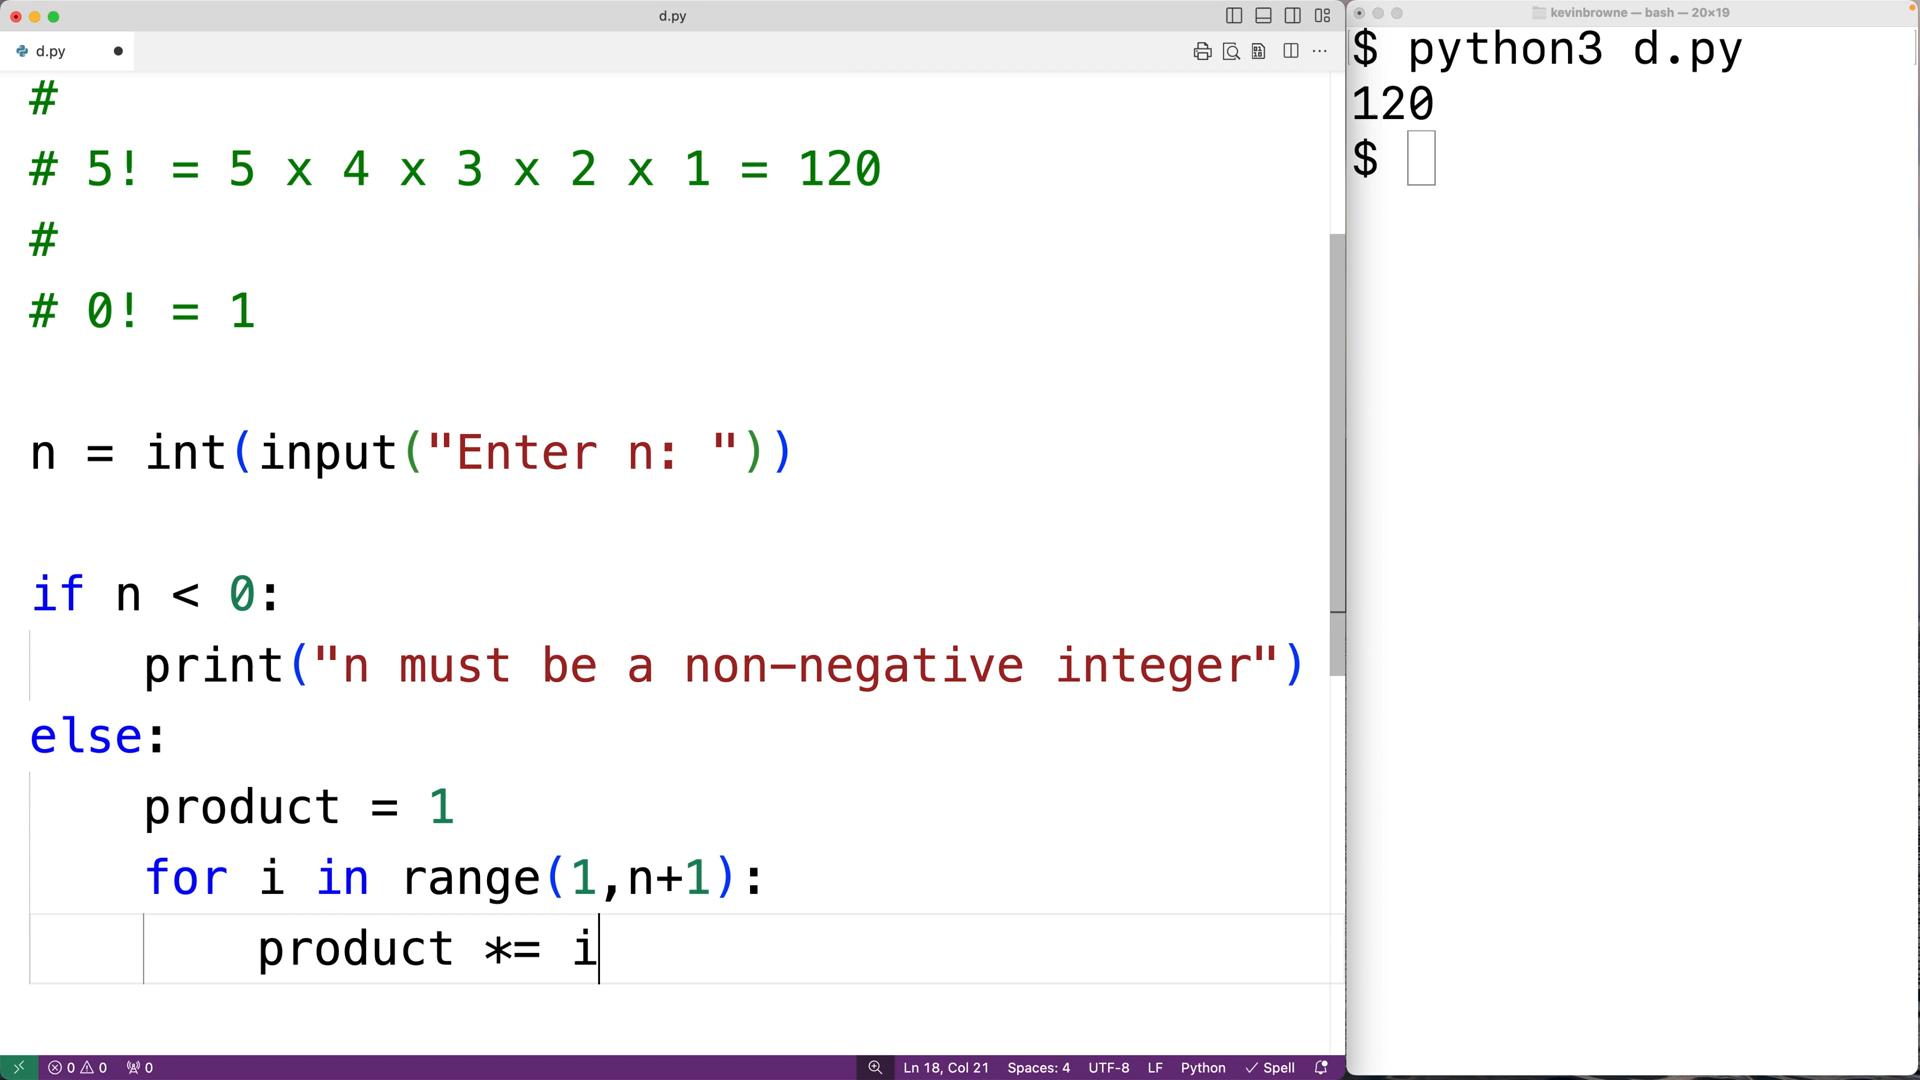 d.py
d.py
#
# 5! = 5 x 4 x 3 x 2 x 1 = 120
#
# 0! = 1
n = int(input("Enter n: "))
if n < 0:
    print("n must be a non-negative integer")
else:
    product = 1
    for i in range(1,n+1):
        product *= i
0 0 0 Ln 18, Col 21 Spaces: 4 UTF-8 LF Python Spell
kevinbrowne — bash — 20×19
$ python3 d.py
120
$